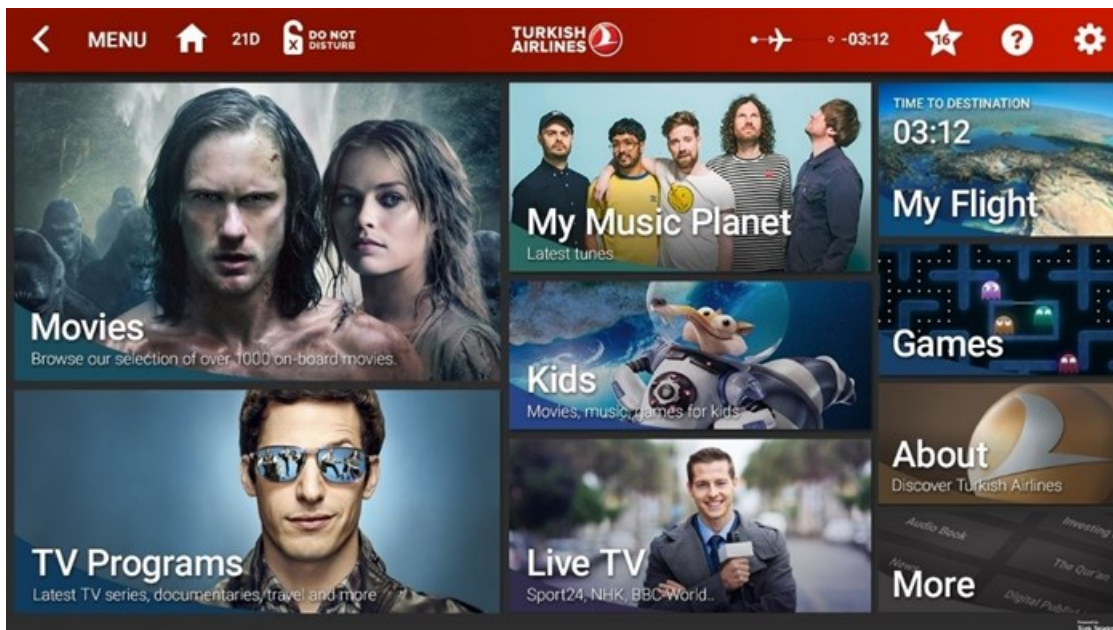 MENU
21D
X
DO NOT
DISTURB
TURKISH
AIRLINES
-03:12
16
?
Movies
Browse our selection of over 1000 on-board movies.
My Music Planet
Latest tunes
TIME TO DESTINATION
03:12
My Flight
Kids
Movies, music, games for kids
Games
TV Programs
Latest TV series, documentaries, travel and more
Live TV
Sport24, NHK, BBC World..
About
Discover Turkish Airlines
Audio Book
Investing
News
The Qur'an
More